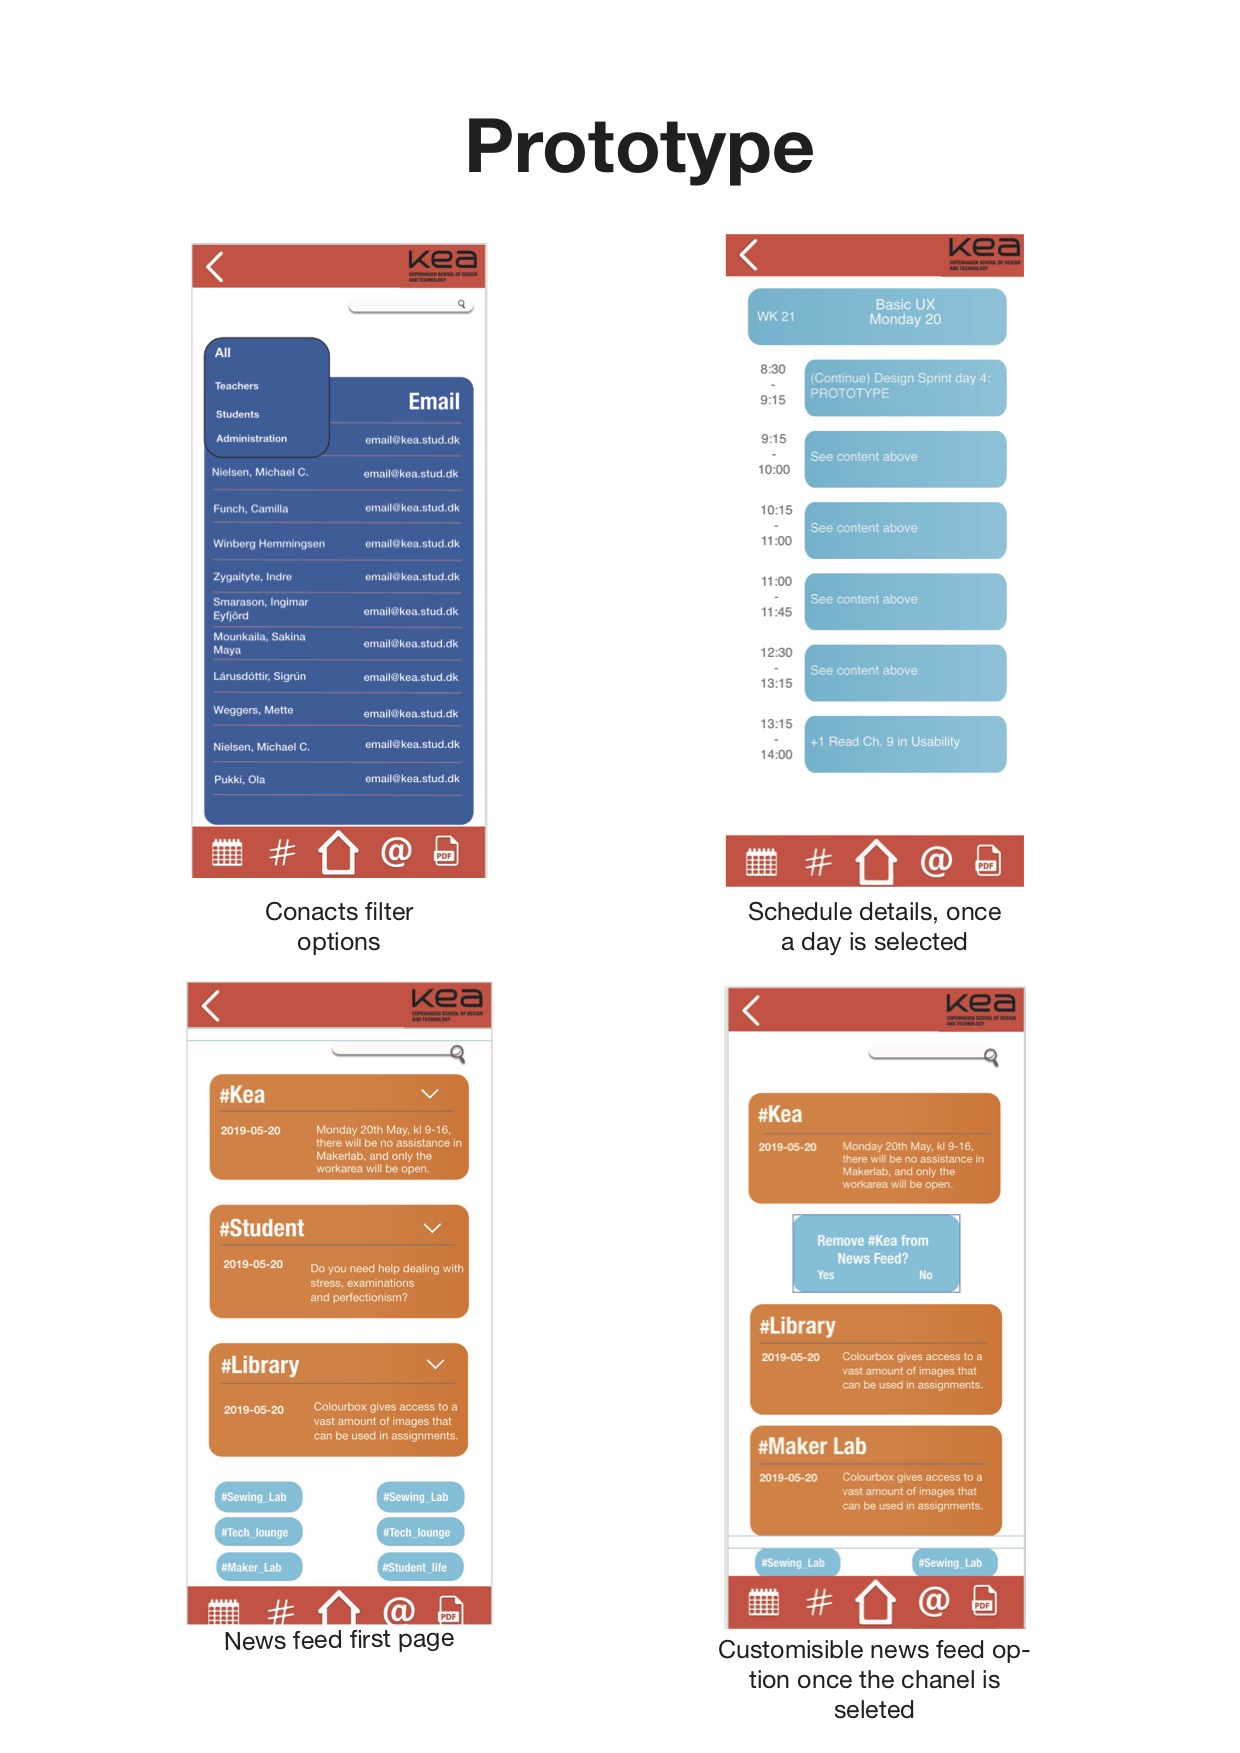 Prototype
kea
COPENHAGEN SCHOOL OF DESIGN
AND TECHNOLOGY
All
Teachers
Students
Administration
Email
email@kea.stud.dk
Nielsen, Michael C. email@kea.stud.dk
Funch, Camilla email@kea.stud.dk
Winberg Hemmingsen email@kea.stud.dk
Zygaityte, Indre email@kea.stud.dk
Smarason, Ingimar
Eyfjörd email@kea.stud.dk
Mounkaila, Sakina
Maya email@kea.stud.dk
Lárusdóttir, Sigrún email@kea.stud.dk
Weggers, Mette email@kea.stud.dk
Nielsen, Michael C. email@kea.stud.dk
Pukki, Ola email@kea.stud.dk
# @ PDF
Conacts filter
options
kea
COPENHAGEN SCHOOL OF DESIGN
AND TECHNOLOGY
WK 21
Basic UX
Monday 20
8:30
-
9:15
(Continue) Design Sprint day 4:
PROTOTYPE
9:15
-
10:00
See content above
10:15
-
11:00
See content above
11:00
-
11:45
See content above
12:30
-
13:15
See content above
13:15
-
14:00
+1 Read Ch. 9 in Usability
# @ PDF
Schedule details, once
a day is selected
kea
COPENHAGEN SCHOOL OF DESIGN
AND TECHNOLOGY
#Kea
2019-05-20
Monday 20th May, kl 9-16,
there will be no assistance in
Makerlab, and only the
workarea will be open.
#Student
2019-05-20
Do you need help dealing with
stress, examinations
and perfectionism?
#Library
2019-05-20
Colourbox gives access to a
vast amount of images that
can be used in assignments.
#Sewing_Lab #Sewing_Lab
#Tech_lounge #Tech_lounge
#Maker_Lab #Student_life
# @ PDF
News feed first page
kea
COPENHAGEN SCHOOL OF DESIGN
AND TECHNOLOGY
#Kea
2019-05-20
Monday 20th May, kl 9-16,
there will be no assistance in
Makerlab, and only the
workarea will be open.
Remove #Kea from
News Feed?
Yes No
#Library
2019-05-20
Colourbox gives access to a
vast amount of images that
can be used in assignments.
#Maker Lab
2019-05-20
Colourbox gives access to a
vast amount of images that
can be used in assignments.
#Sewing_Lab #Sewing_Lab
# @ PDF
Customisible news feed op-
tion once the chanel is
seleted